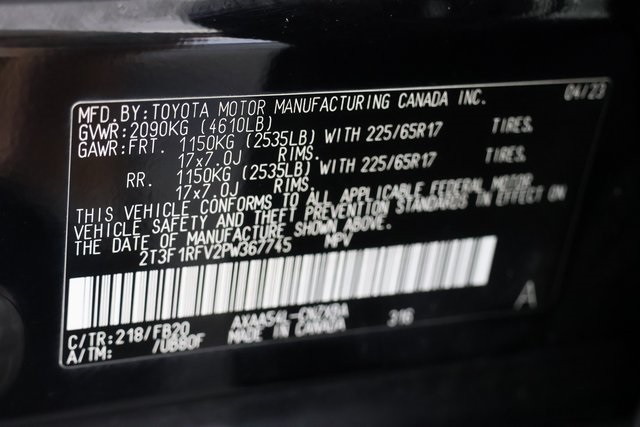 MFD. BY: TOYOTA MOTOR MANUFACTURING CANADA INC. 04/23
GVWR: 2090KG (4610LB)
GAWR: FRT. 1150KG (2535LB) WITH 225/65R17 TIRES.
17x7.0J RIMS.
RR. 1150KG (2535LB) WITH 225/65R17 TIRES.
17x7.0J RIMS.
THIS VEHICLE CONFORMS TO ALL APPLICABLE FEDERAL MOTOR
VEHICLE SAFETY AND THEFT PREVENTION STANDARDS IN EFFECT ON
THE DATE OF MANUFACTURE SHOWN ABOVE.
2T3F1RFV2PW367745 MPV
C/TR: 218/FB20 316 A
A/TM: /UB80F MADE IN CANADA